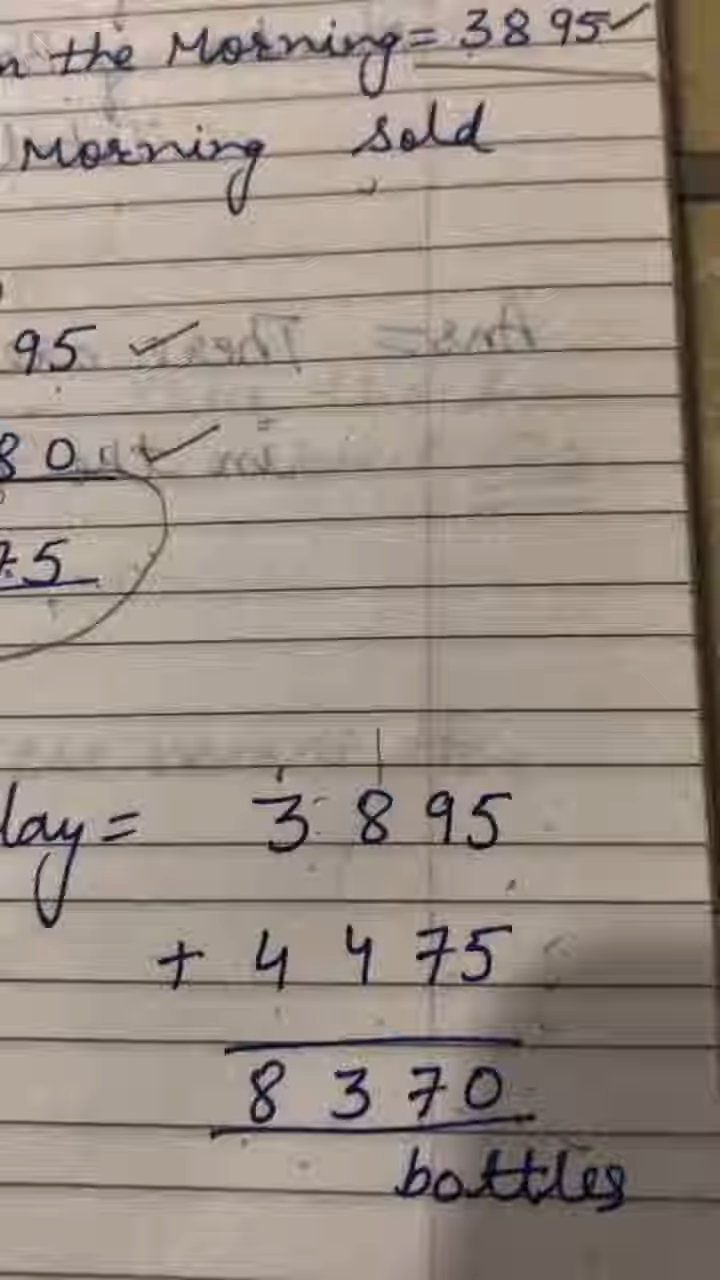 n the Morning= 3895✓
Morning sold
95 ✓
80 ✓
75
lay= 3895
+ 4475
8370
bottles